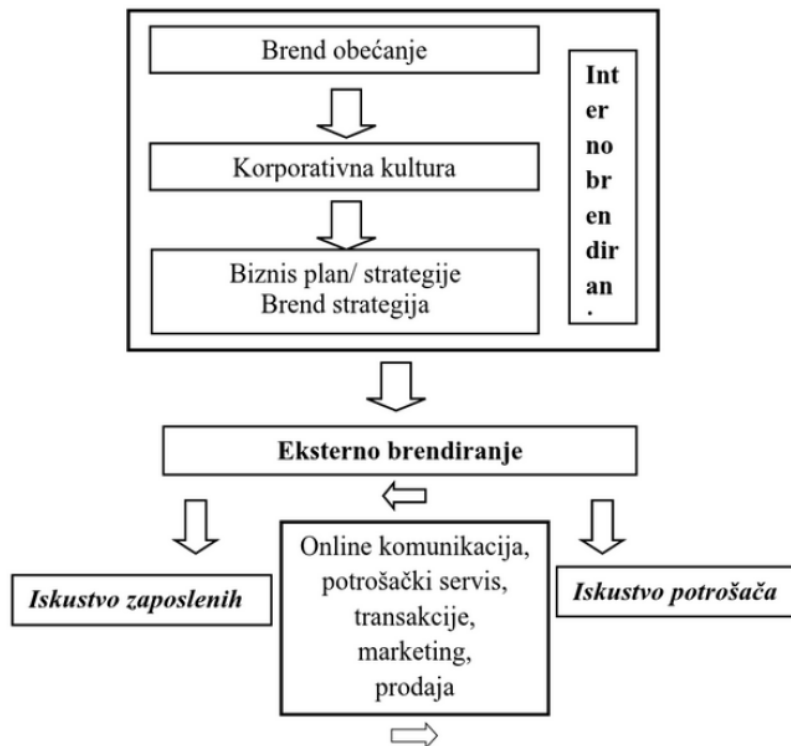 Brend obećanje
Korporativna kultura
Biznis plan/ strategije
Brend strategija
Int
er
no
br
en
dir
an
Eksterno brendiranje
Iskustvo zaposlenih
Online komunikacija,
potrošački servis,
transakcije,
marketing,
prodaja
Iskustvo potrošača